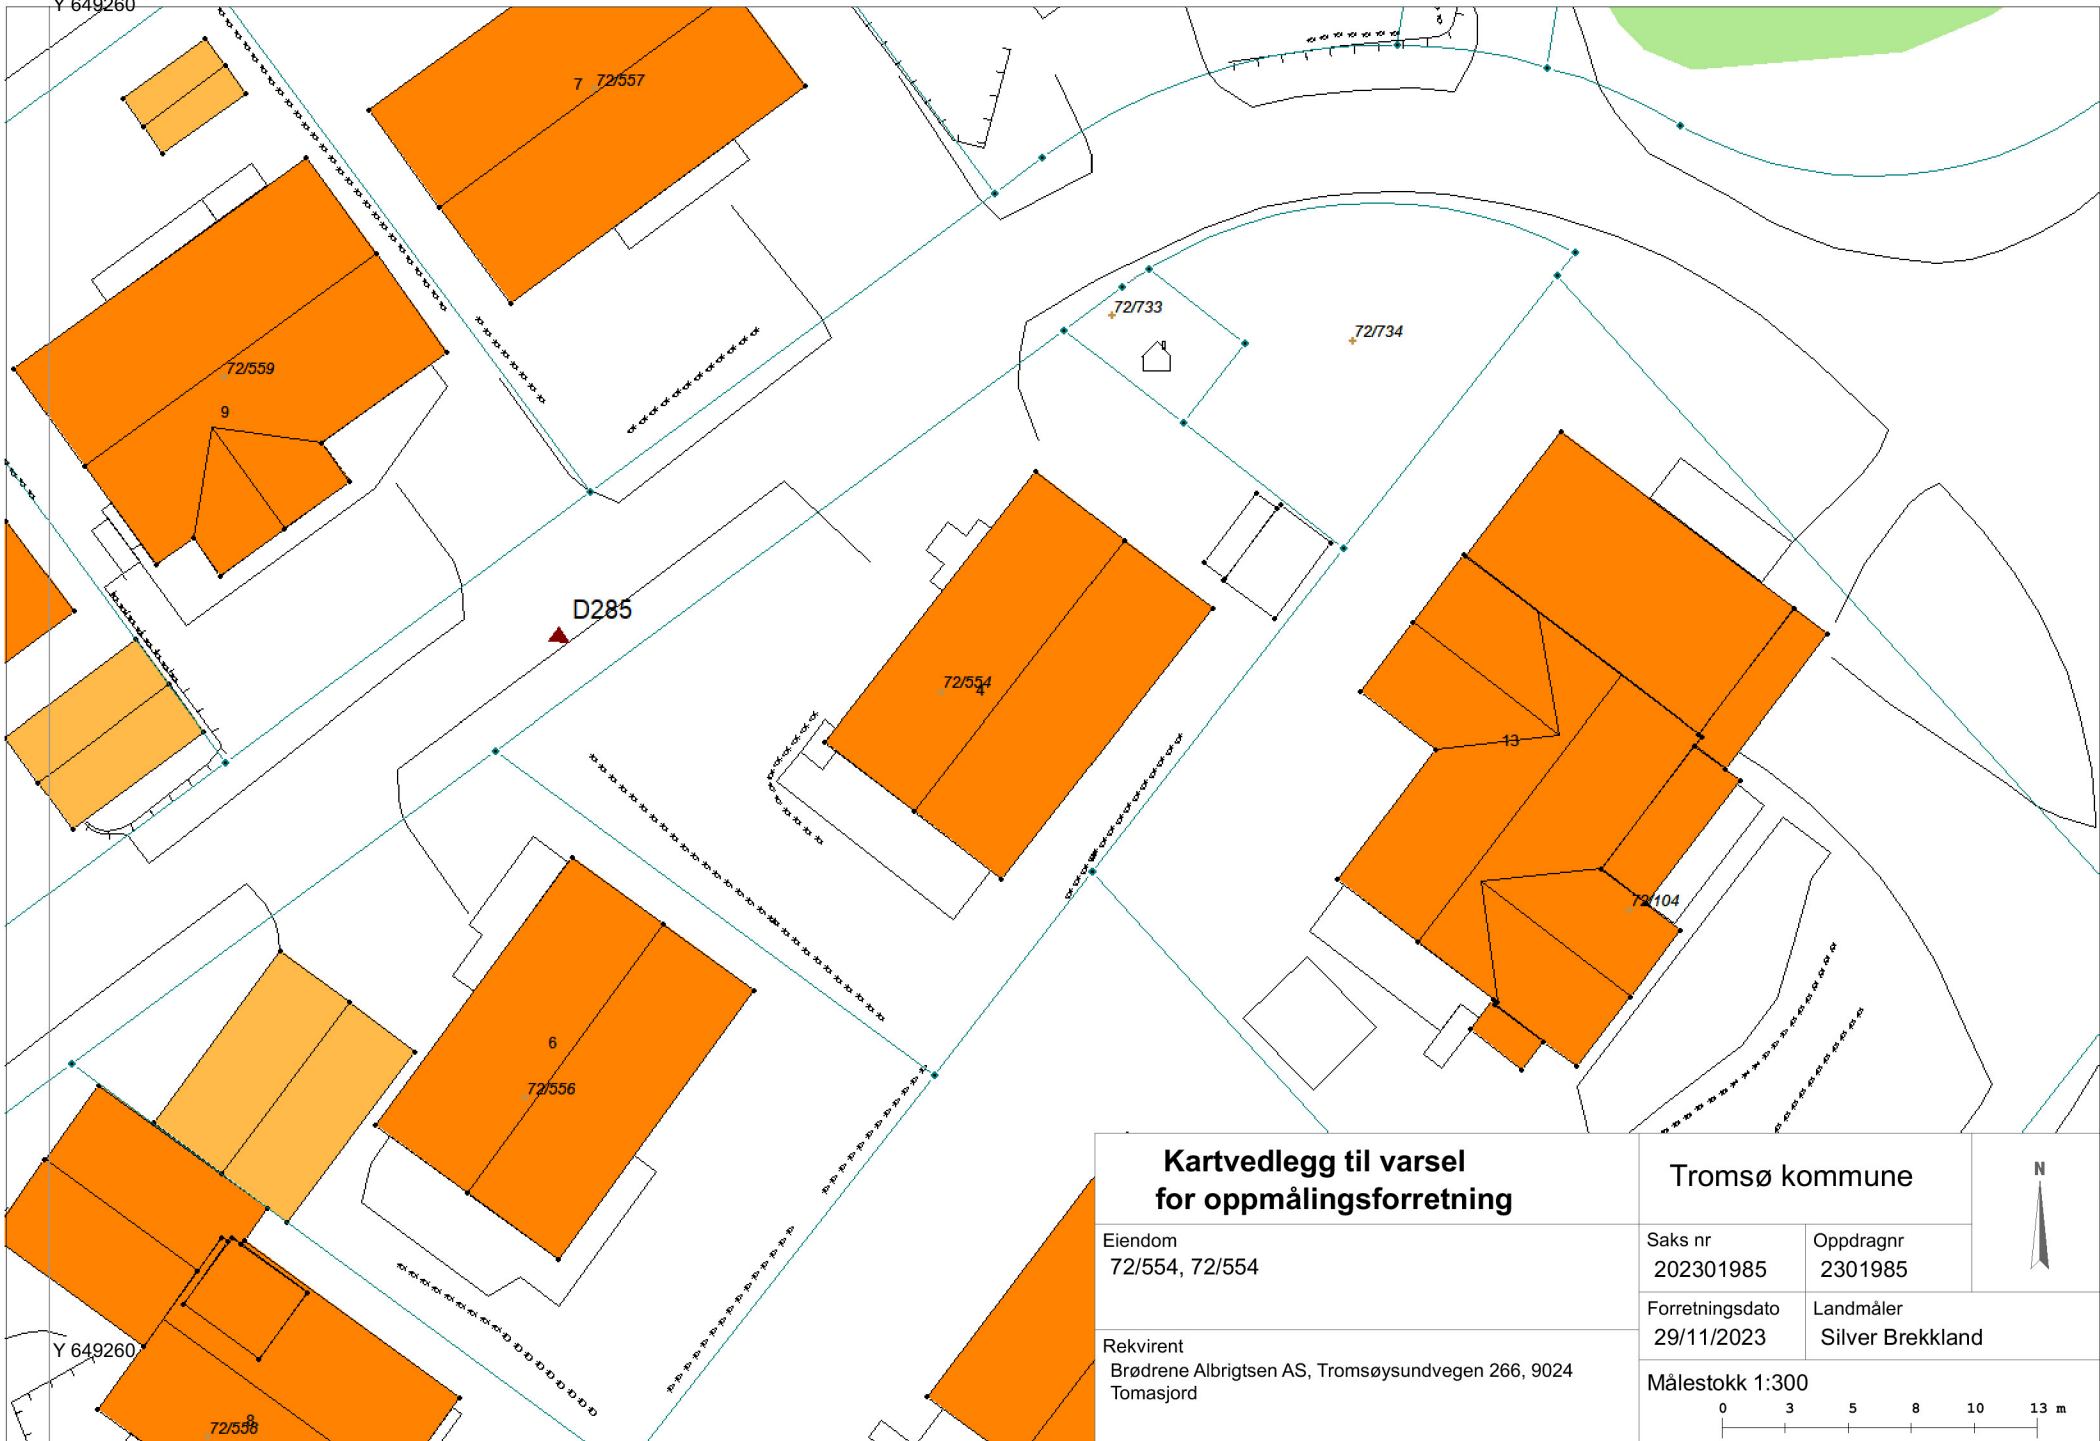 Y 649260
7 72/557
72/733
72/734
72/559
9
D285
72/554
4
13
72/104
6
72/556
Y 649260
8
72/558
Kartvedlegg til varsel
for oppmålingsforretning
Eiendom
72/554, 72/554
Rekvirent
Brødrene Albrigtsen AS, Tromsøysundvegen 266, 9024
Tomasjord
Tromsø kommune
N
Saks nr
202301985
Oppdragnr
2301985
Forretningsdato
29/11/2023
Landmåler
Silver Brekkland
Målestokk 1:300
0 3 5 8 10 13 m